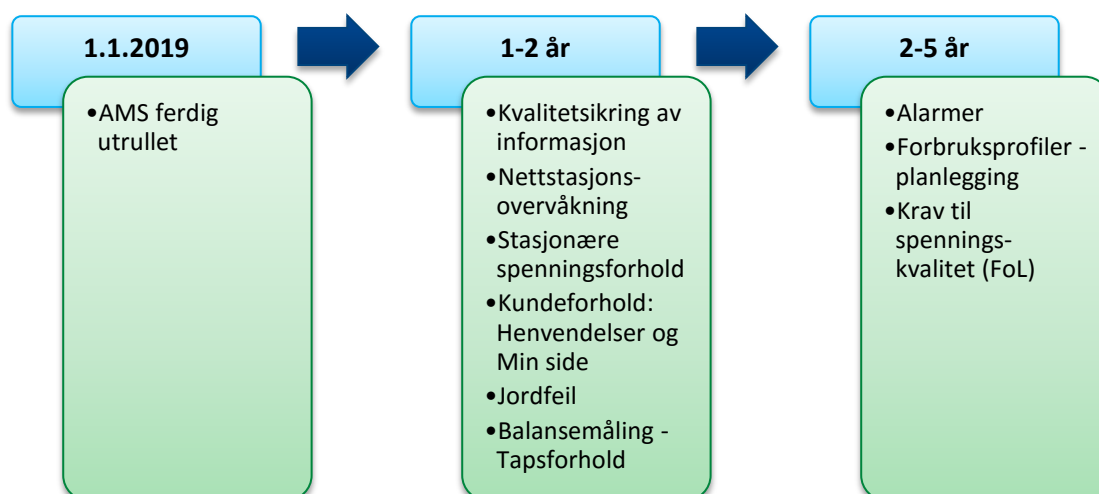 1.1.2019
•AMS ferdig
utrullet
1-2 år
•Kvalitetsikring av
informasjon
•Nettstasjons-
overvåkning
•Stasjonære
spenningsforhold
•Kundeforhold:
Henvendelser og
Min side
•Jordfeil
•Balansemåling -
Tapsforhold
2-5 år
•Alarmer
•Forbruksprofiler -
planlegging
•Krav til
spennings-
kvalitet (FoL)